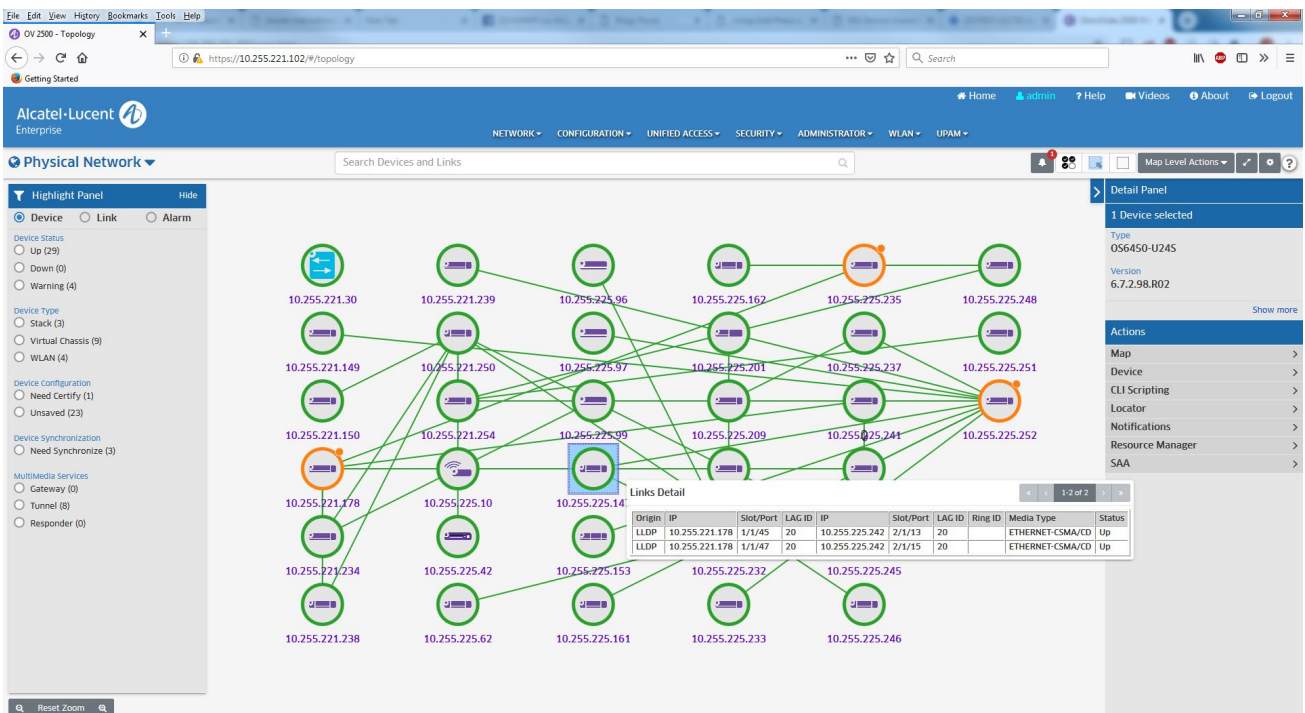 File Edit View History Bookmarks Tools Help
OV 2500 - Topology
https://10.255.221.102/#/topology
Search
Getting Started
Home admin ? Help Videos About Logout
Alcatel·Lucent
Enterprise
NETWORK CONFIGURATION UNIFIED ACCESS SECURITY ADMINISTRATOR WLAN UPAM
Physical Network
Search Devices and Links
1
Map Level Actions
?
Highlight Panel Hide
Device Link Alarm
Device Status
Up (29)
Down (0)
Warning (4)
Device Type
Stack (3)
Virtual Chassis (9)
WLAN (4)
Device Configuration
Need Certify (1)
Unsaved (23)
Device Synchronization
Need Synchronize (3)
MultiMedia Services
Gateway (0)
Tunnel (8)
Responder (0)
Reset Zoom
10.255.221.30 10.255.221.239 10.255.225.96 10.255.225.162 10.255.225.235 10.255.225.248
10.255.221.149 10.255.221.250 10.255.225.97 10.255.225.201 10.255.225.237 10.255.225.251
10.255.221.150 10.255.221.254 10.255.225.99 10.255.225.209 10.255.225.241 10.255.225.252
10.255.221.178 10.255.225.10
10.255.221.234 10.255.225.42 10.255.225.153 10.255.225.232 10.255.225.245
10.255.221.238 10.255.225.62 10.255.225.161 10.255.225.233 10.255.225.246
Links Detail 1-2 of 2
Origin IP Slot/Port LAG ID IP Slot/Port LAG ID Ring ID Media Type Status
LLDP 10.255.221.178 1/1/45 20 10.255.225.242 2/1/13 20 ETHERNET-CSMA/CD Up
LLDP 10.255.221.178 1/1/47 20 10.255.225.242 2/1/15 20 ETHERNET-CSMA/CD Up
Detail Panel
1 Device selected
Type
OS6450-U24S
Version
6.7.2.98.R02
Show more
Actions
Map
Device
CLI Scripting
Locator
Notifications
Resource Manager
SAA